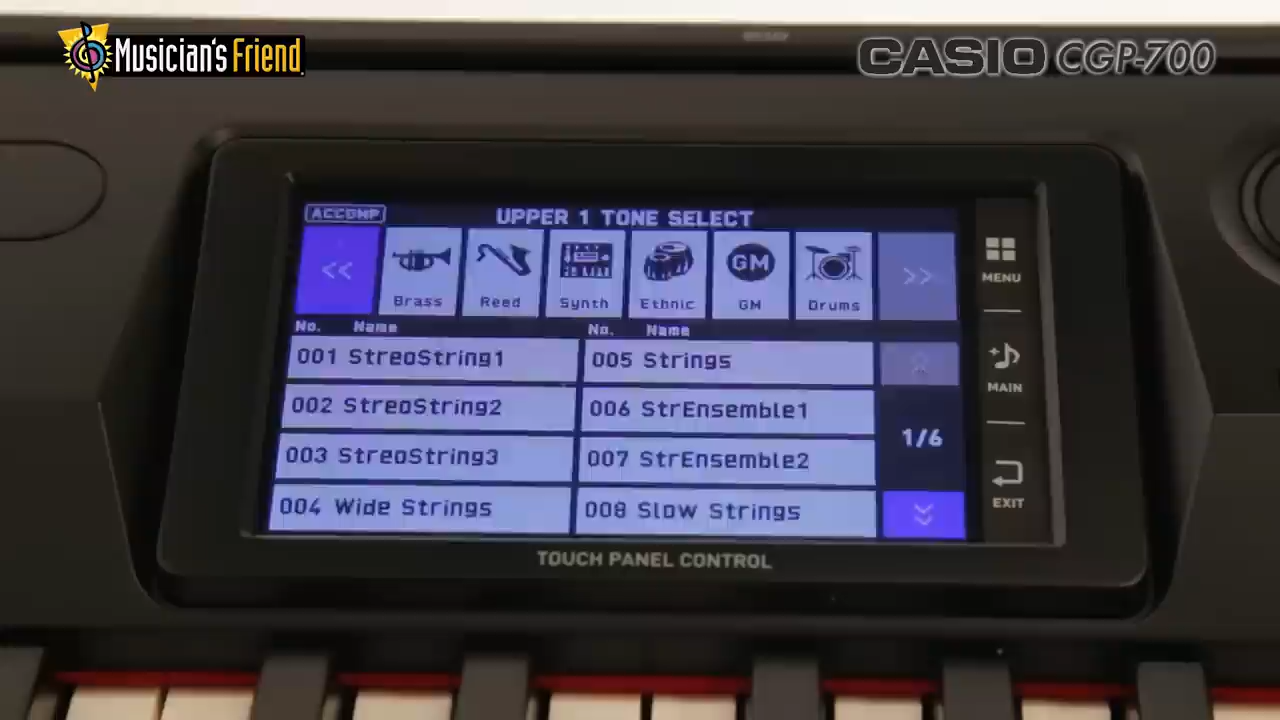 Musician's Friend
CASIO CGP-700
ACCOMP
UPPER 1 TONE SELECT
<<
Brass
Reed
Synth
Ethnic
GM
GM
Drums
>>
No. Name
No. Name
001 StreoString1
005 Strings
002 StreoString2
006 StrEnsemble1
003 StreoString3
007 StrEnsemble2
004 Wide Strings
008 Slow Strings
1/6
MENU
MAIN
EXIT
TOUCH PANEL CONTROL